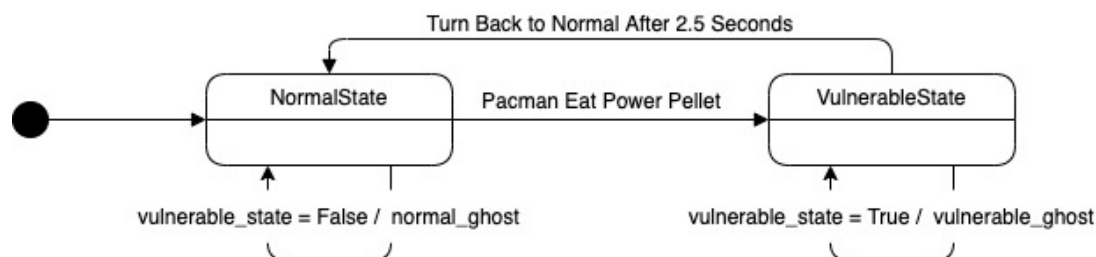 Turn Back to Normal After 2.5 Seconds
NormalState
Pacman Eat Power Pellet
VulnerableState
vulnerable_state = False / normal_ghost
vulnerable_state = True / vulnerable_ghost